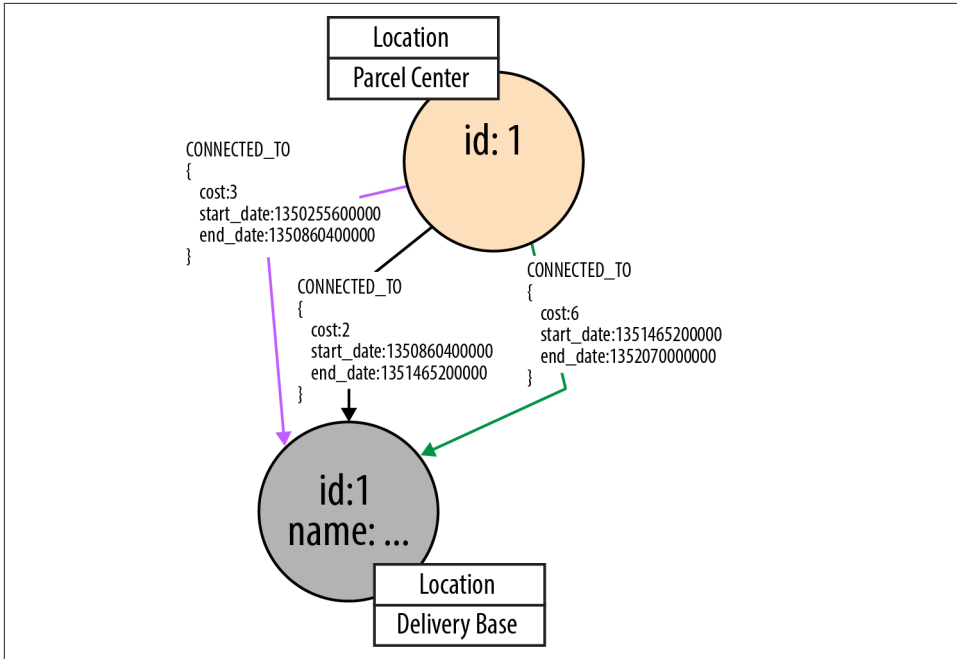 Location
Parcel Center
id: 1
CONNECTED_TO
{
cost:3
start_date:1350255600000
end_date:1350860400000
}
CONNECTED_TO
{
cost:2
start_date:1350860400000
end_date:1351465200000
}
CONNECTED_TO
{
cost:6
start_date:1351465200000
end_date:1352070000000
}
id:1
name: ...
Location
Delivery Base